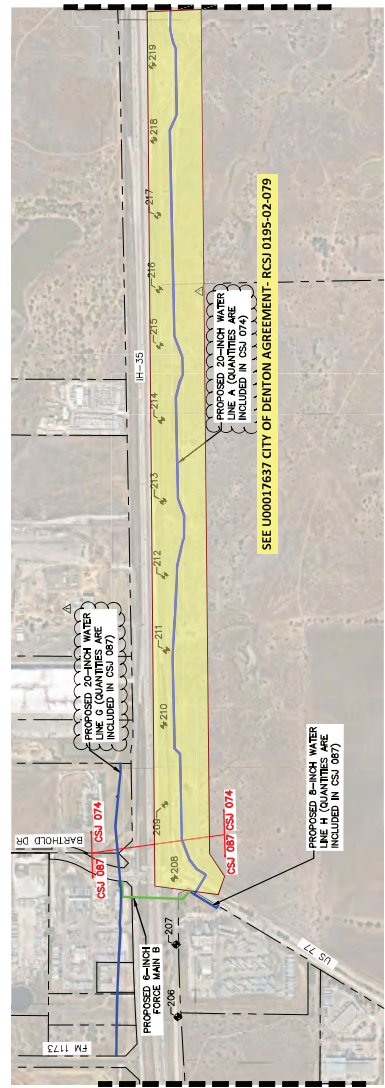 219
218
217
216
215
214
213
212
211
210
209
208
207
206
IH-35
PROPOSED 20-INCH WATER
LINE A (QUANTITIES ARE
INCLUDED IN CSJ 074)
SEE U00017637 CITY OF DENTON AGREEMENT- RCSJ 0195-02-079
PROPOSED 20-INCH WATER
LINE G (QUANTITIES ARE
INCLUDED IN CSJ 087)
BARTHOLD DR
CSJ 087
CSJ 074
CSJ 087
CSJ 074
PROPOSED 8-INCH WATER
LINE H (QUANTITIES ARE
INCLUDED IN CSJ 087)
PROPOSED 6-INCH
FORCE MAIN B
US 77
FM 1173